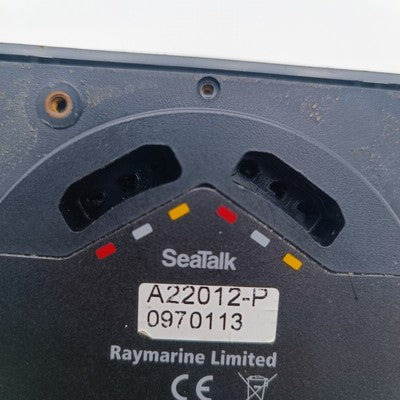 SeaTalk
A22012-P
0970113
Raymarine Limited
CE